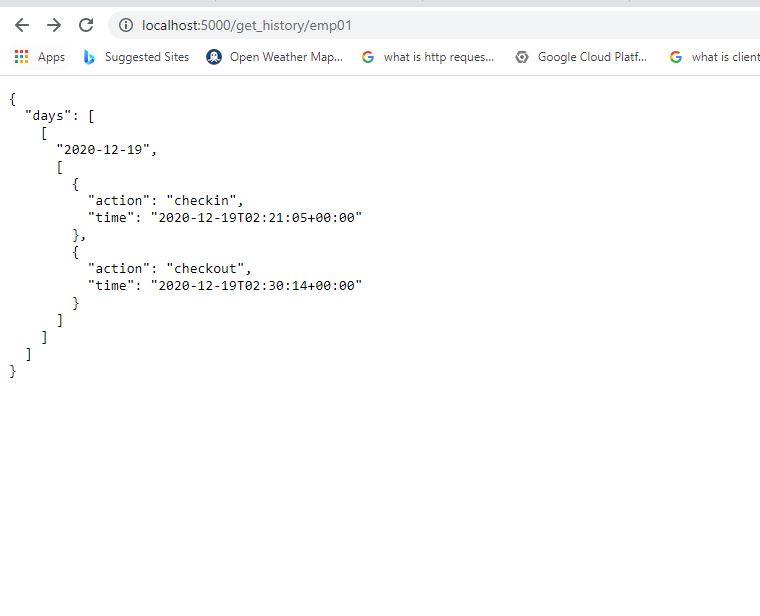 localhost:5000/get_history/emp01
Apps Suggested Sites Open Weather Map... what is http reques... Google Cloud Platf... what is client
{
  "days": [
    [
      "2020-12-19",
      [
        {
          "action": "checkin",
          "time": "2020-12-19T02:21:05+00:00"
        },
        {
          "action": "checkout",
          "time": "2020-12-19T02:30:14+00:00"
        }
      ]
    ]
  ]
}